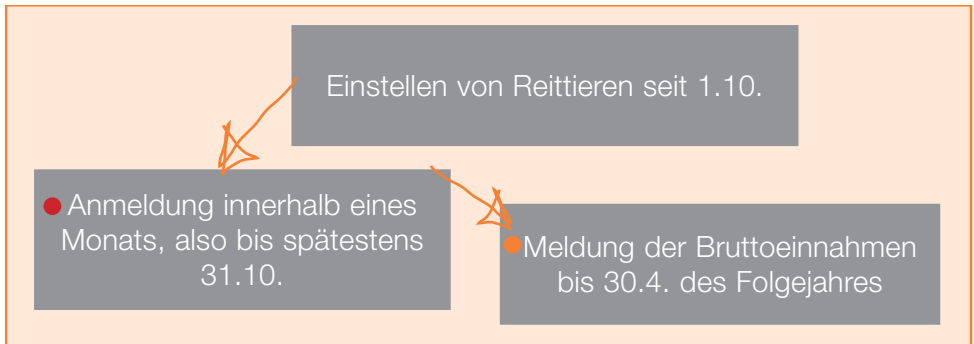 Einstellen von Reittieren seit 1.10.
Anmeldung innerhalb eines
Monats, also bis spätestens
31.10.
Meldung der Bruttoeinnahmen
bis 30.4. des Folgejahres